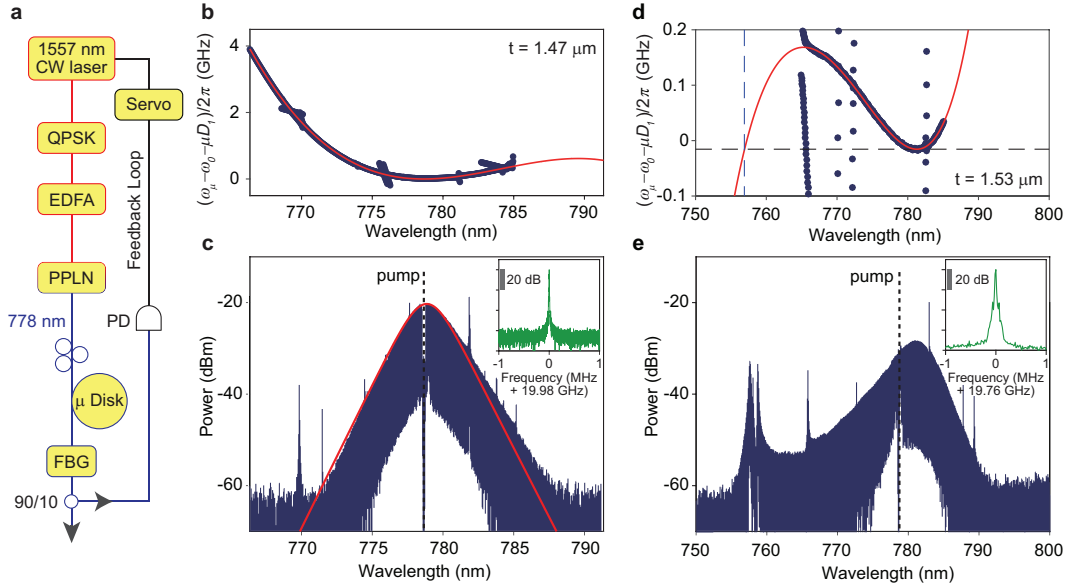 a
1557 nm
CW laser
Servo
QPSK
EDFA
Feedback Loop
PPLN
778 nm
PD
μ Disk
FBG
90/10
b
(ω_μ−ω_0−μD_1)/2π (GHz)
4
2
0
t = 1.47 μm
770
775
780
785
790
Wavelength (nm)
c
Power (dBm)
-20
-40
-60
pump
20 dB
-1
0
1
Frequency (MHz
+ 19.98 GHz)
770
775
780
785
790
Wavelength (nm)
d
(ω_μ−ω_0−μD_1)/2π (GHz)
0.2
0.1
0
-0.1
t = 1.53 μm
750
760
770
780
790
800
Wavelength (nm)
e
Power (dBm)
-20
-40
-60
pump
20 dB
-1
0
1
Frequency (MHz
+ 19.76 GHz)
750
760
770
780
790
800
Wavelength (nm)